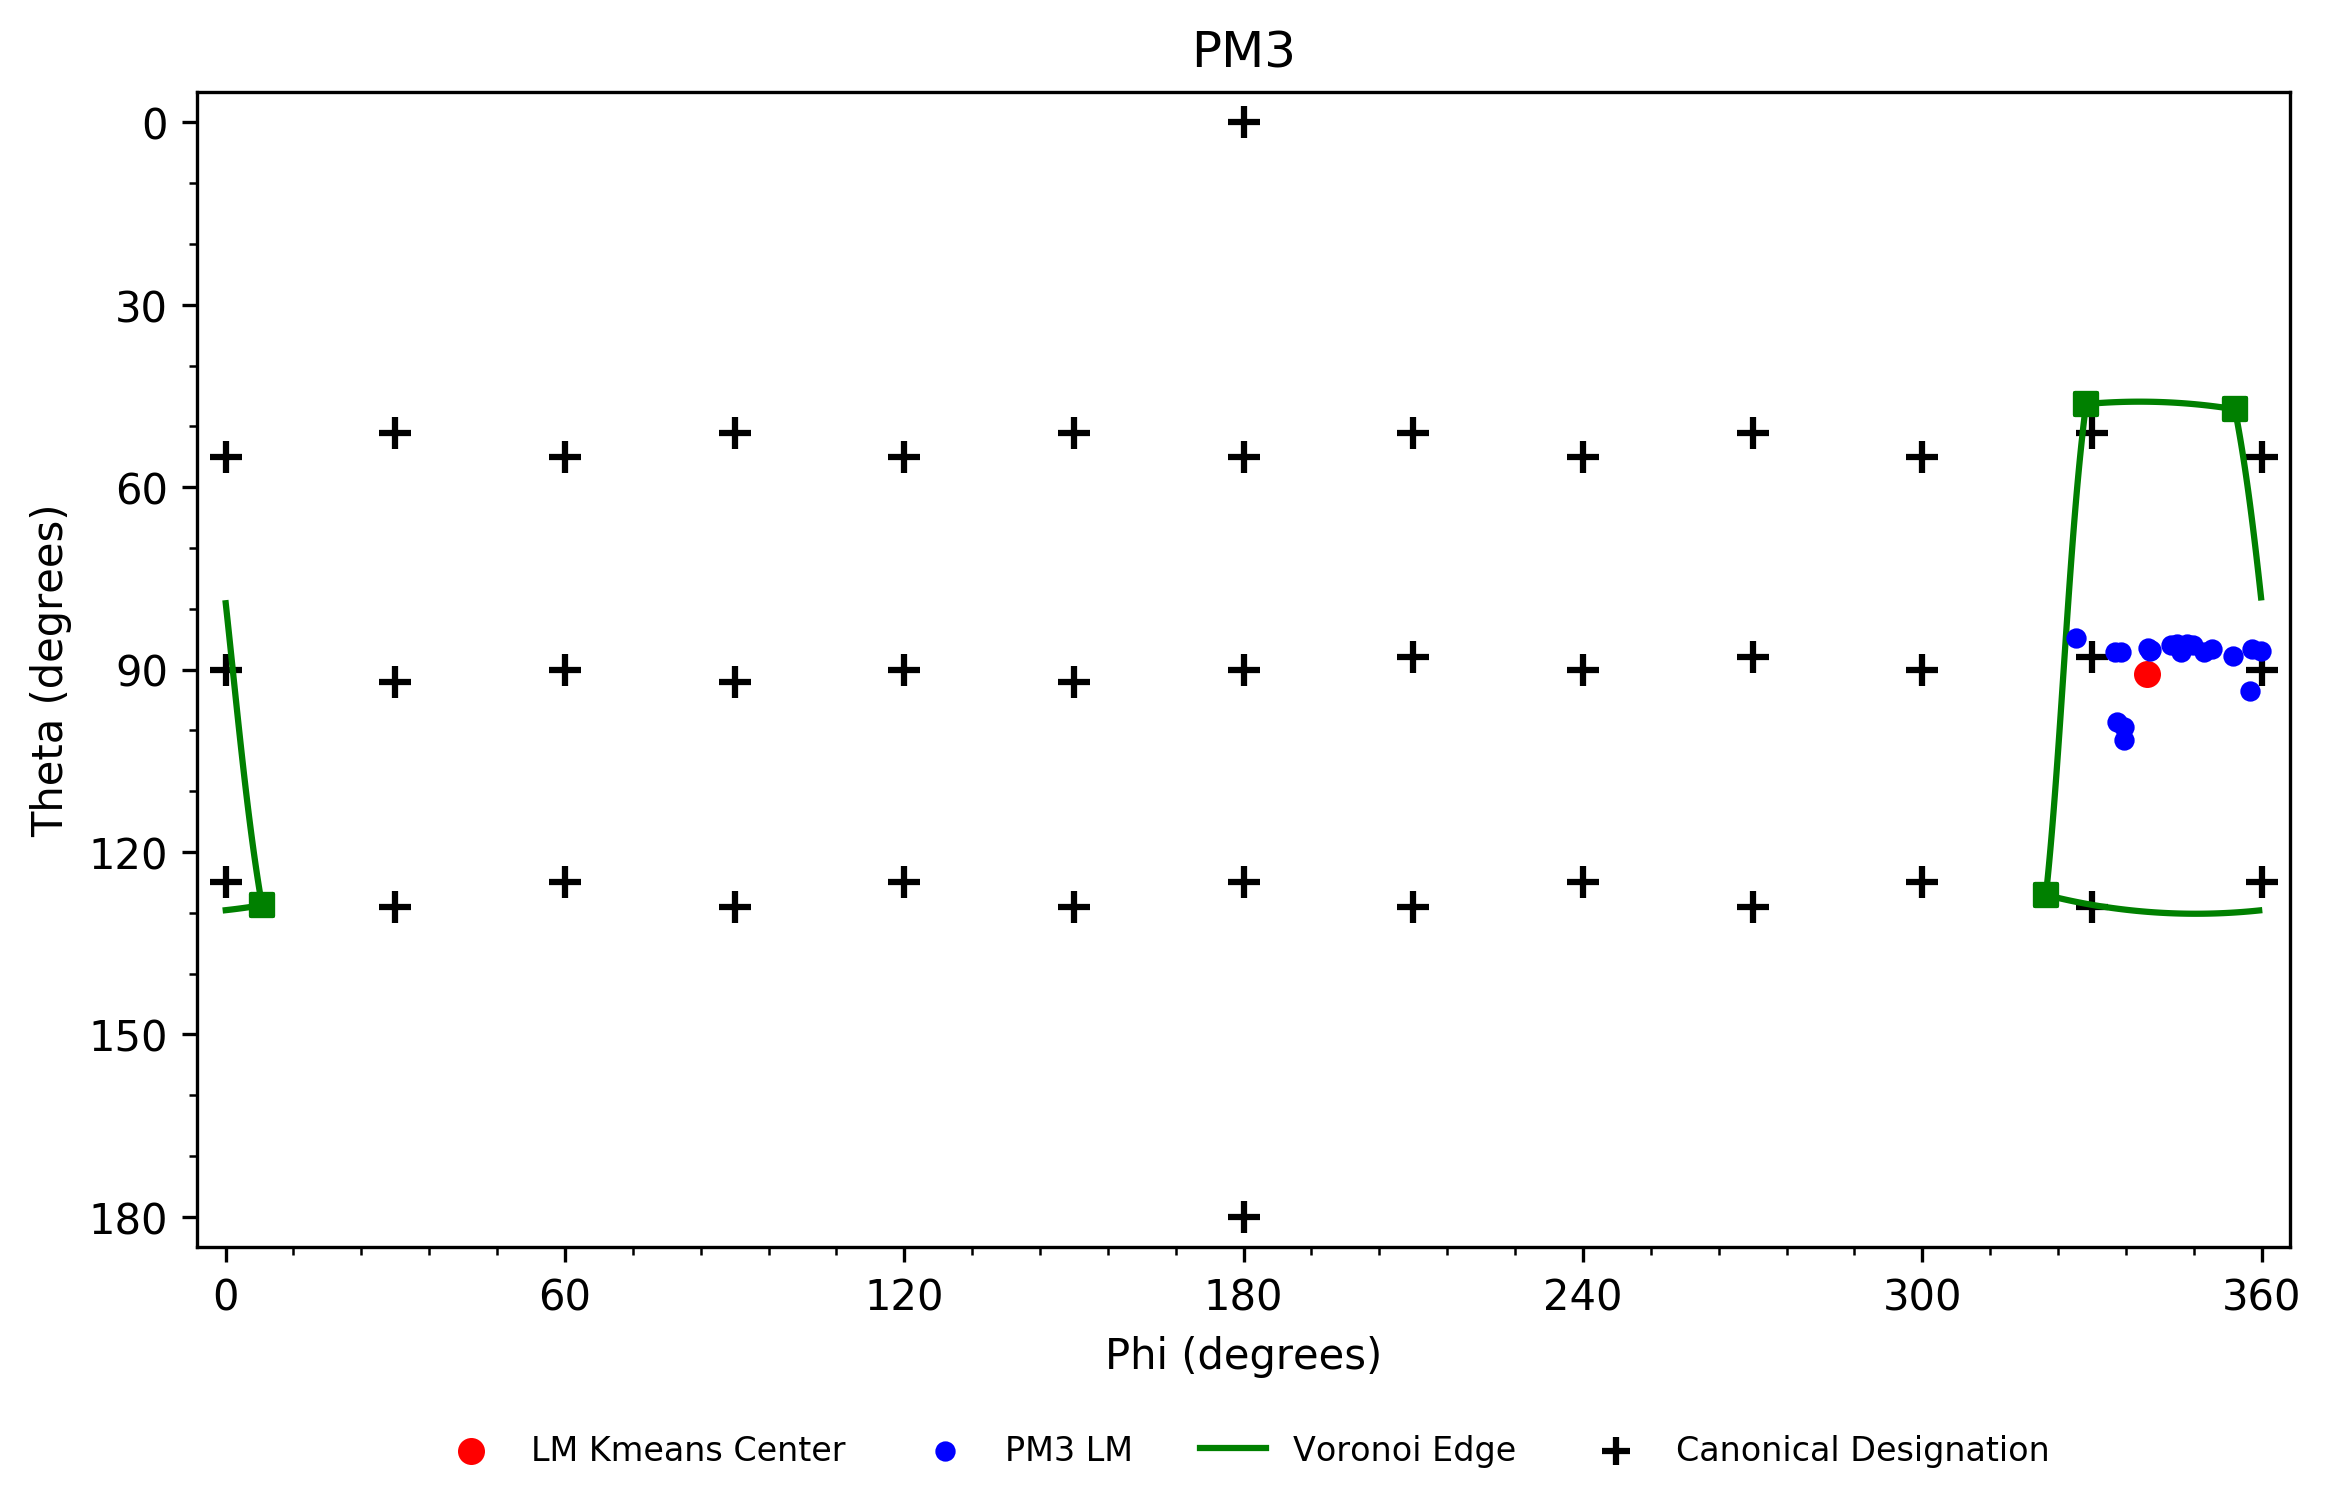 PM3
Theta (degrees)
0
30
60
90
120
150
180
0 60 120 180 240 300 360
Phi (degrees)
LM Kmeans Center PM3 LM Voronoi Edge Canonical Designation